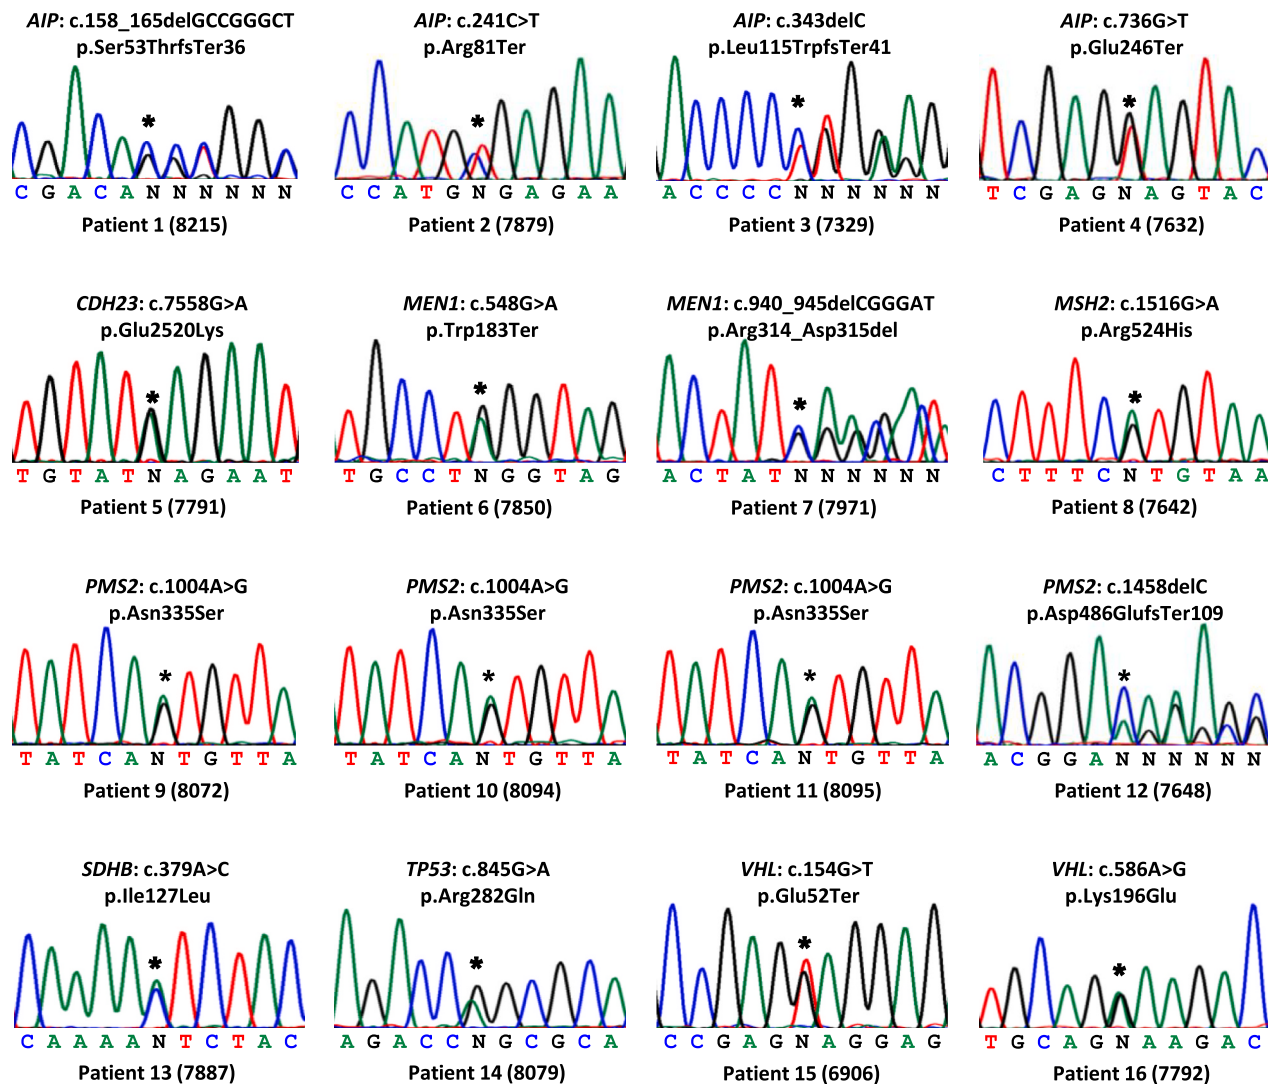 AIP: c.158_165delGCCGGGCT
p.Ser53ThrfsTer36
AIP: c.241C>T
p.Arg81Ter
AIP: c.343delC
p.Leu115TrpfsTer41
AIP: c.736G>T
p.Glu246Ter
*
*
*
*
C G A C A N N N N N N
C C A T G N G A G A A
A C C C C N N N N N N
T C G A G N A G T A C
Patient 1 (8215)
Patient 2 (7879)
Patient 3 (7329)
Patient 4 (7632)
CDH23: c.7558G>A
p.Glu2520Lys
MEN1: c.548G>A
p.Trp183Ter
MEN1: c.940_945delCGGGAT
p.Arg314_Asp315del
MSH2: c.1516G>A
p.Arg524His
*
*
*
*
T G T A T N A G A A T
T G C C T N G G T A G
A C T A T N N N N N N
C T T T C N T G T A A
Patient 5 (7791)
Patient 6 (7850)
Patient 7 (7971)
Patient 8 (7642)
PMS2: c.1004A>G
p.Asn335Ser
PMS2: c.1004A>G
p.Asn335Ser
PMS2: c.1004A>G
p.Asn335Ser
PMS2: c.1458delC
p.Asp486GlufsTer109
*
*
*
*
T A T C A N T G T T A
T A T C A N T G T T A
T A T C A N T G T T A
A C G G A N N N N N N
Patient 9 (8072)
Patient 10 (8094)
Patient 11 (8095)
Patient 12 (7648)
SDHB: c.379A>C
p.Ile127Leu
TP53: c.845G>A
p.Arg282Gln
VHL: c.154G>T
p.Glu52Ter
VHL: c.586A>G
p.Lys196Glu
*
*
*
*
C A A A A N T C T A C
A G A C C N G C G C A
C C G A G N A G G A G
T G C A G N A A G A C
Patient 13 (7887)
Patient 14 (8079)
Patient 15 (6906)
Patient 16 (7792)